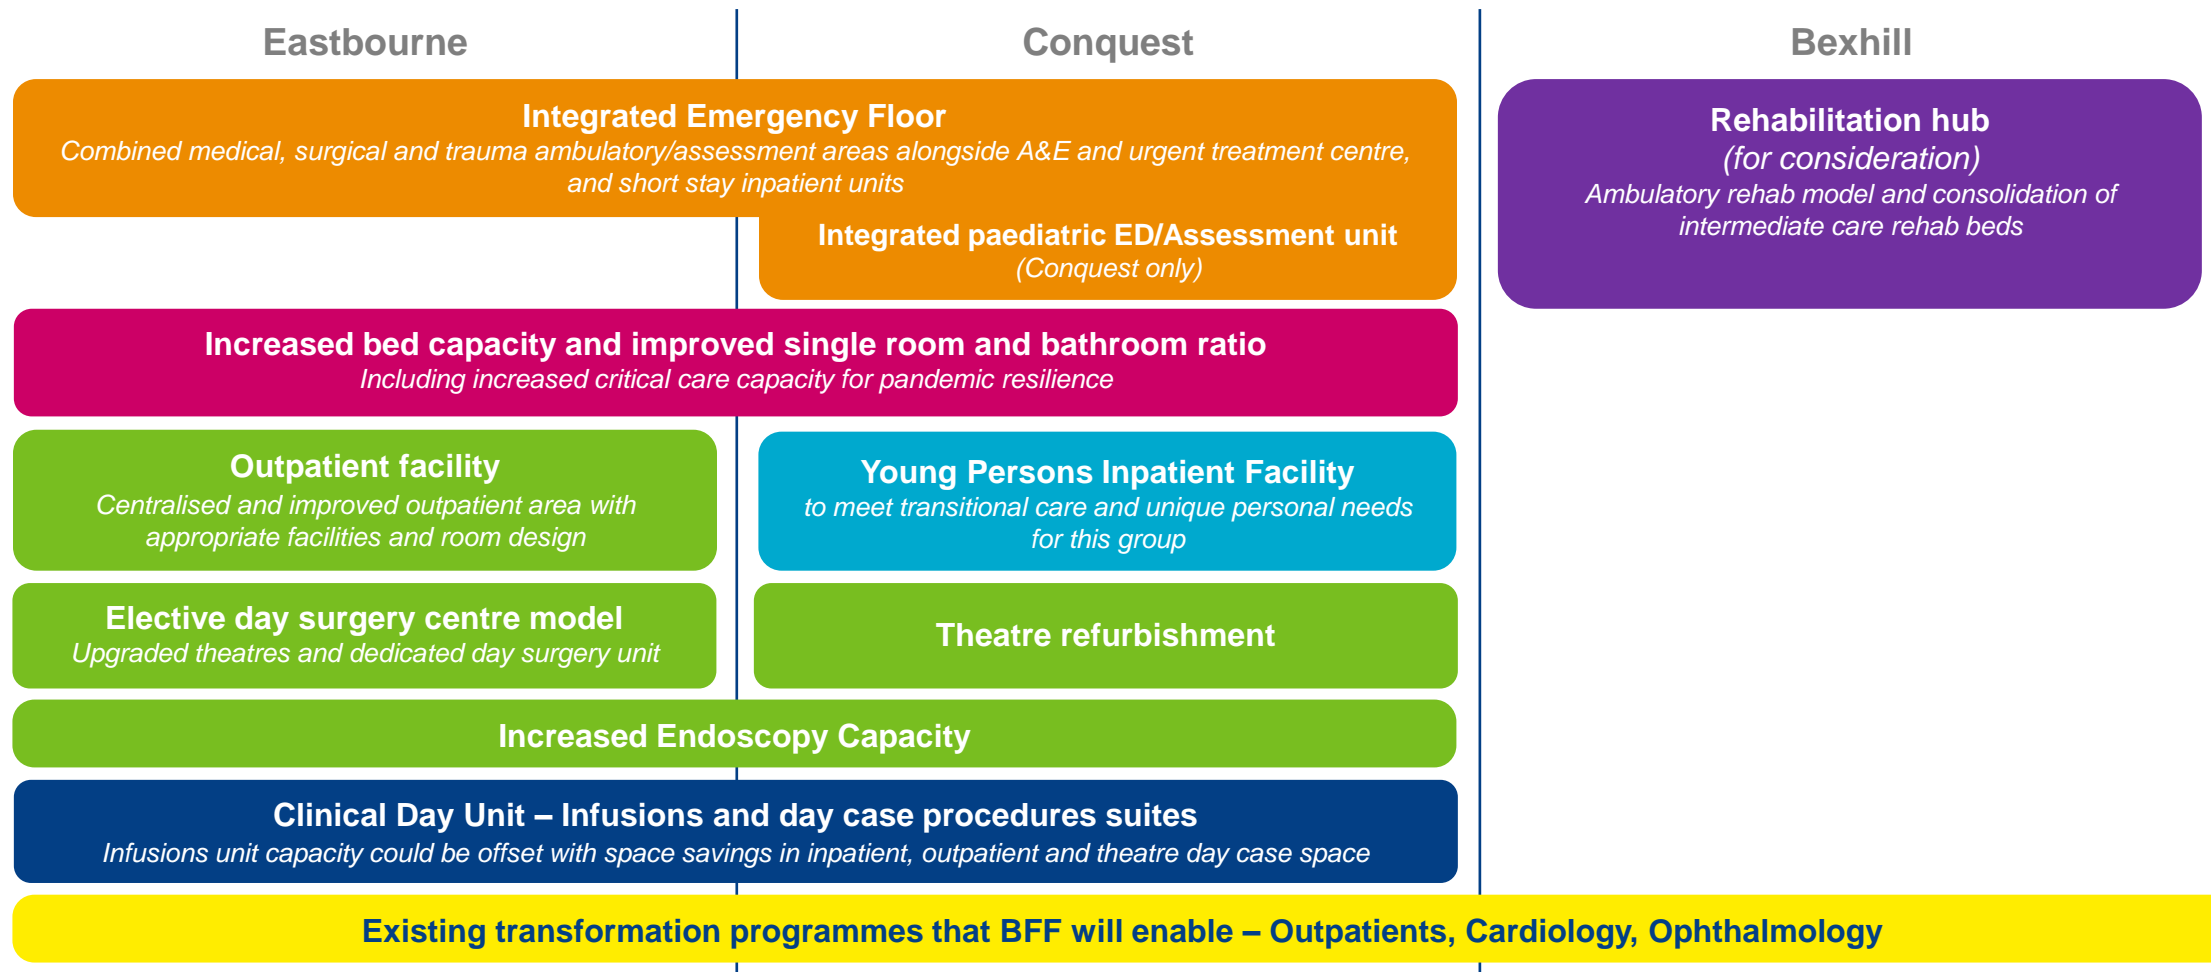 Eastbourne
Conquest
Bexhill
Integrated Emergency Floor
Combined medical, surgical and trauma ambulatory/assessment areas alongside A&E and urgent treatment centre,
and short stay inpatient units
Integrated paediatric ED/Assessment unit
(Conquest only)
Rehabilitation hub
(for consideration)
Ambulatory rehab model and consolidation of
intermediate care rehab beds
Increased bed capacity and improved single room and bathroom ratio
Including increased critical care capacity for pandemic resilience
Outpatient facility
Centralised and improved outpatient area with
appropriate facilities and room design
Young Persons Inpatient Facility
to meet transitional care and unique personal needs
for this group
Elective day surgery centre model
Upgraded theatres and dedicated day surgery unit
Theatre refurbishment
Increased Endoscopy Capacity
Clinical Day Unit – Infusions and day case procedures suites
Infusions unit capacity could be offset with space savings in inpatient, outpatient and theatre day case space
Existing transformation programmes that BFF will enable – Outpatients, Cardiology, Ophthalmology